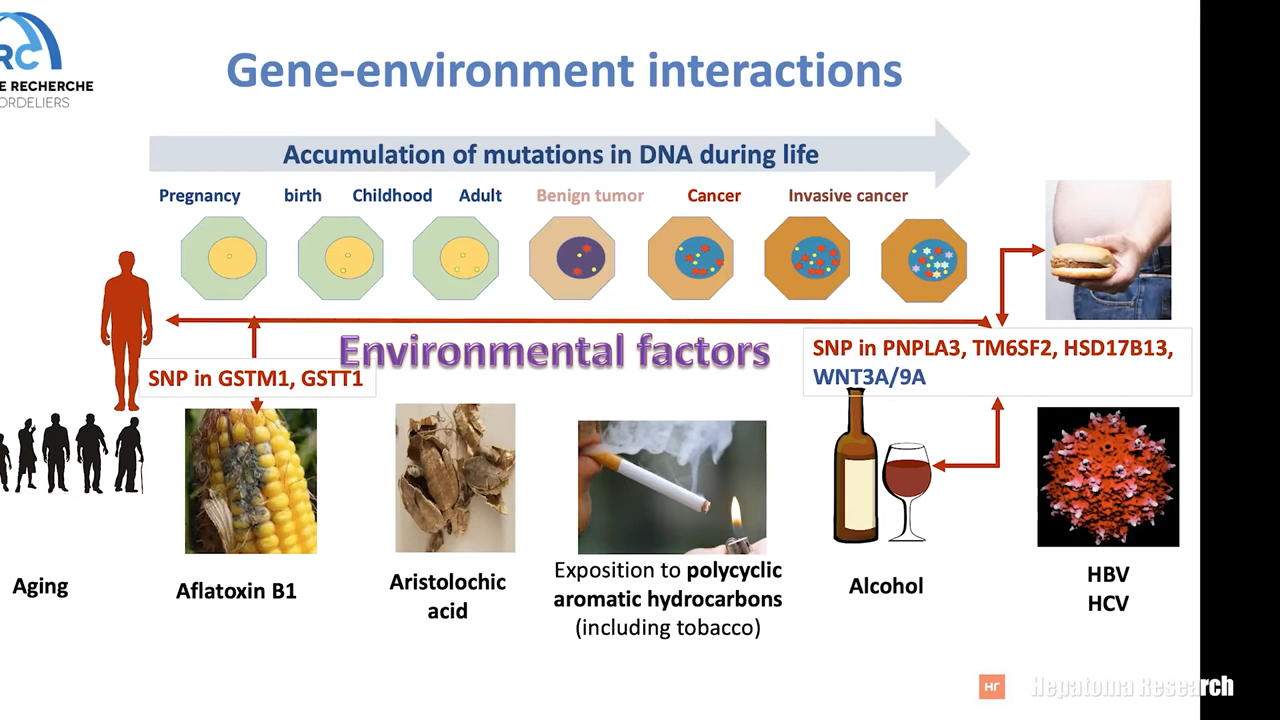 RC
E RECHERCHE
ORDELIERS
Gene-environment interactions
Accumulation of mutations in DNA during life
Pregnancy birth Childhood Adult Benign tumor Cancer Invasive cancer
Environmental factors
SNP in GSTM1, GSTT1
SNP in PNPLA3, TM6SF2, HSD17B13,
WNT3A/9A
Aging
Aflatoxin B1
Aristolochic
acid
Exposition to polycyclic
aromatic hydrocarbons
(including tobacco)
Alcohol
HBV
HCV
Hr Hepatoma Research